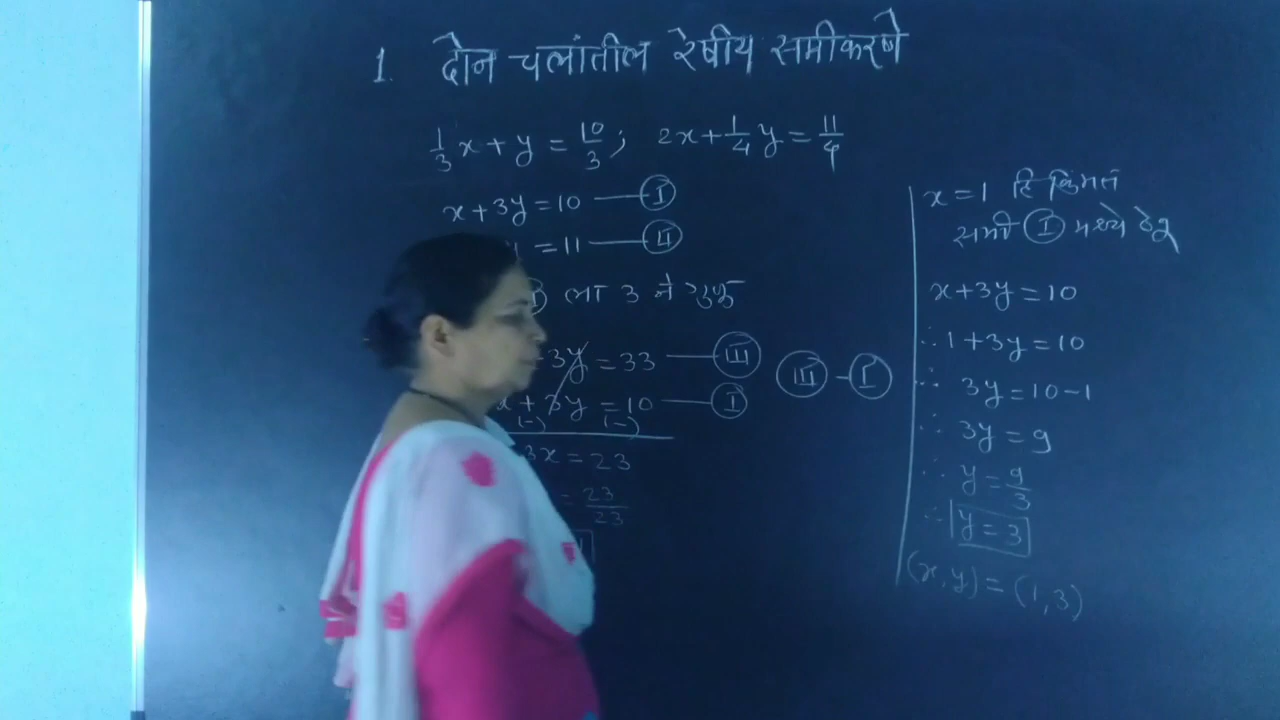 1. दोन चलांतील रेषीय समीकरणे
1/3 x + y = 10/3 ; 2x + 1/4 y = 11/4
x + 3y = 10 — I
= 11 — II
ला 3 ने गुणू
3y = 33 — III
x + 3y = 10 — I
(-) (-)
III - I
3x = 23
= 23/23
x = 1 हि किंमत
समी I मध्ये ठेवू
x + 3y = 10
∴ 1 + 3y = 10
∴ 3y = 10 - 1
∴ 3y = 9
∴ y = 9/3
∴ y = 3
(x, y) = (1, 3)